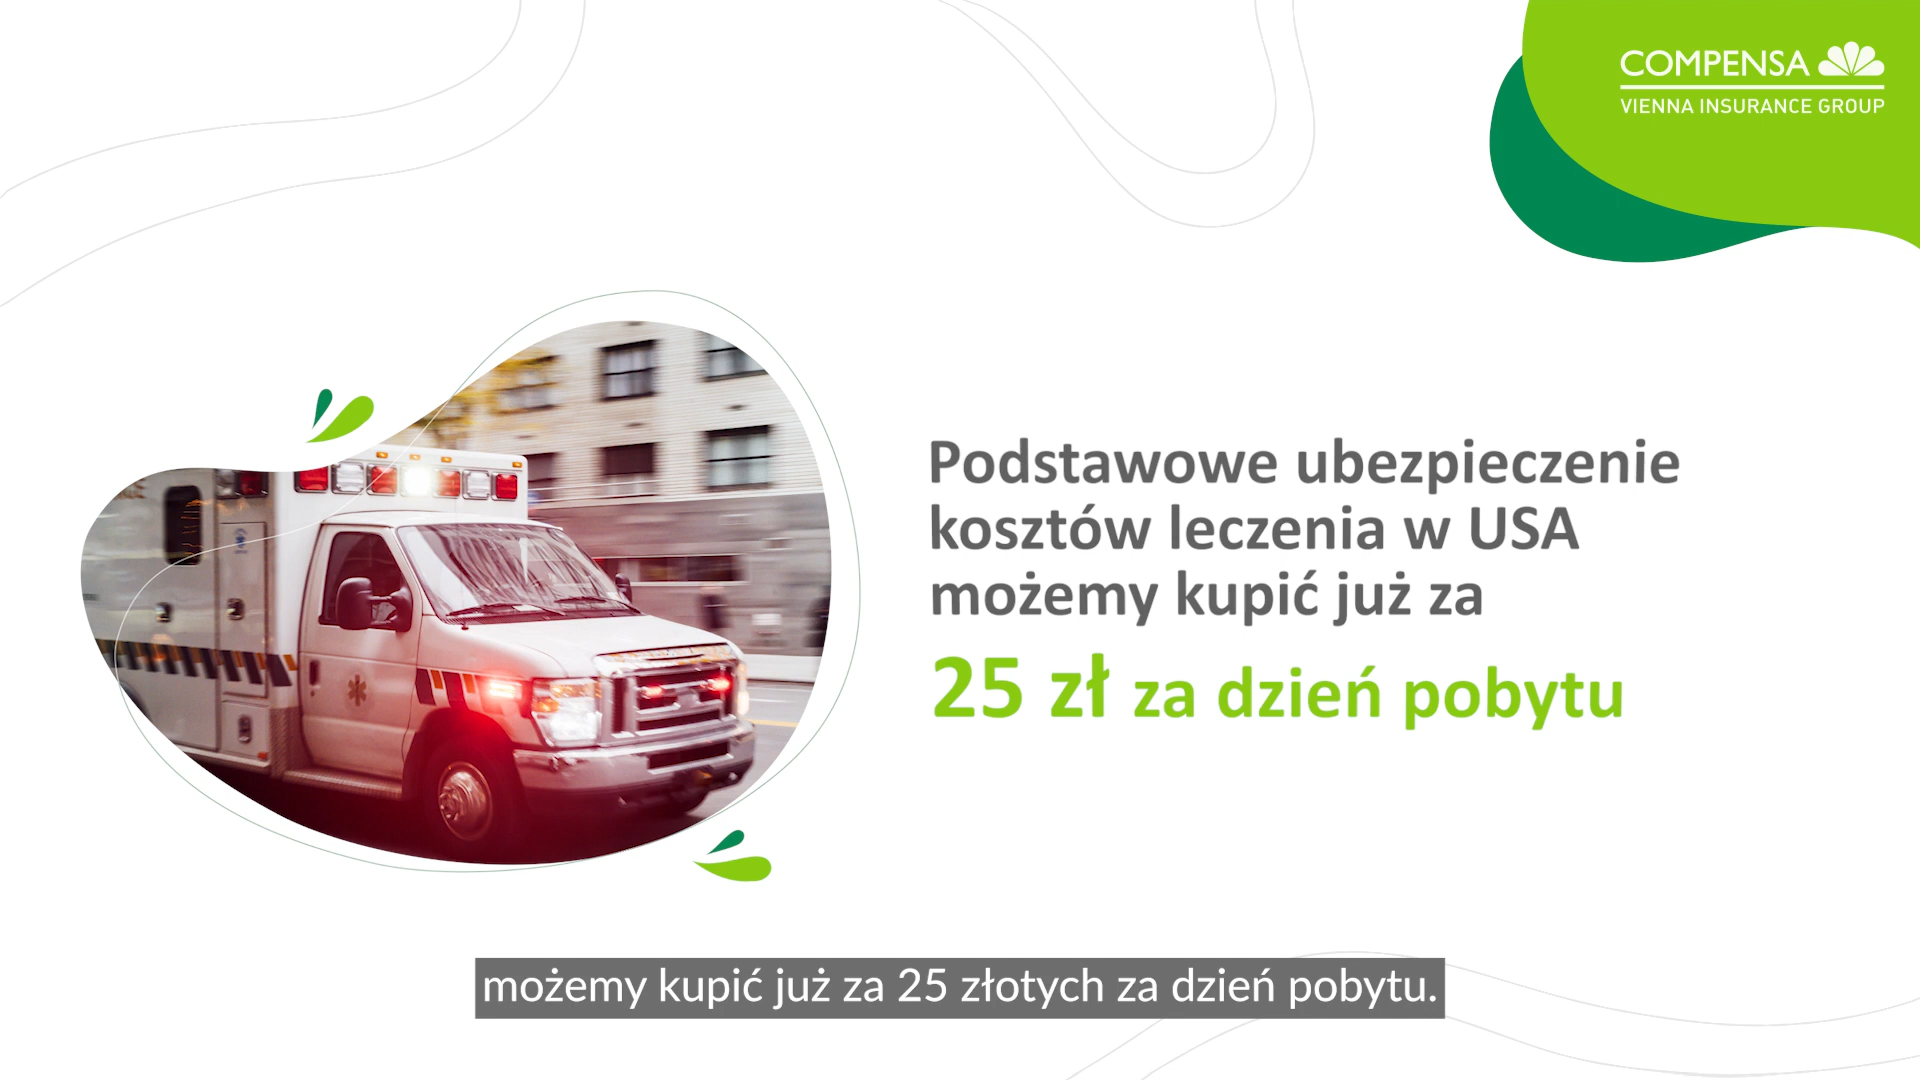 COMPENSA
VIENNA INSURANCE GROUP
Podstawowe ubezpieczenie
kosztów leczenia w USA
możemy kupić już za
25 zł za dzień pobytu
możemy kupić już za 25 złotych za dzień pobytu.